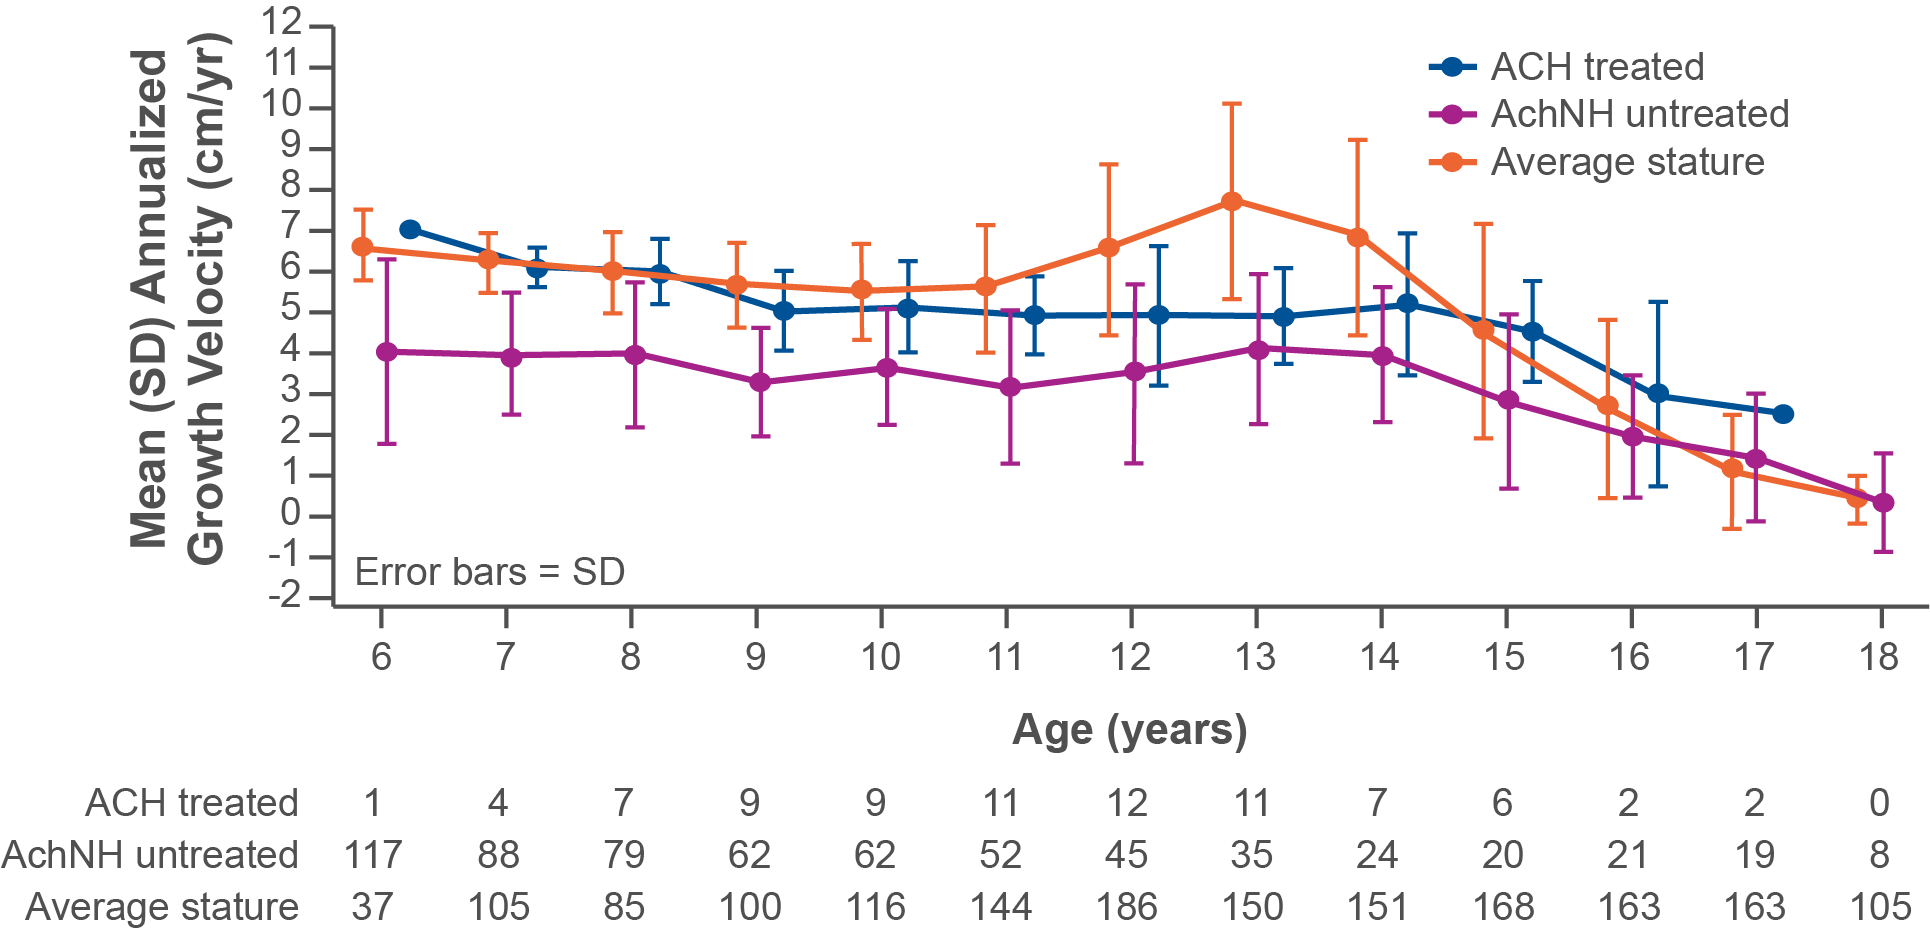 Mean (SD) Annualized
Growth Velocity (cm/yr)
12
11
10
9
8
7
6
5
4
3
2
1
0
-1
-2
ACH treated
AchNH untreated
Average stature
Error bars = SD
6 7 8 9 10 11 12 13 14 15 16 17 18
Age (years)
ACH treated 1 4 7 9 9 11 12 11 7 6 2 2 0
AchNH untreated 117 88 79 62 62 52 45 35 24 20 21 19 8
Average stature 37 105 85 100 116 144 186 150 151 168 163 163 105